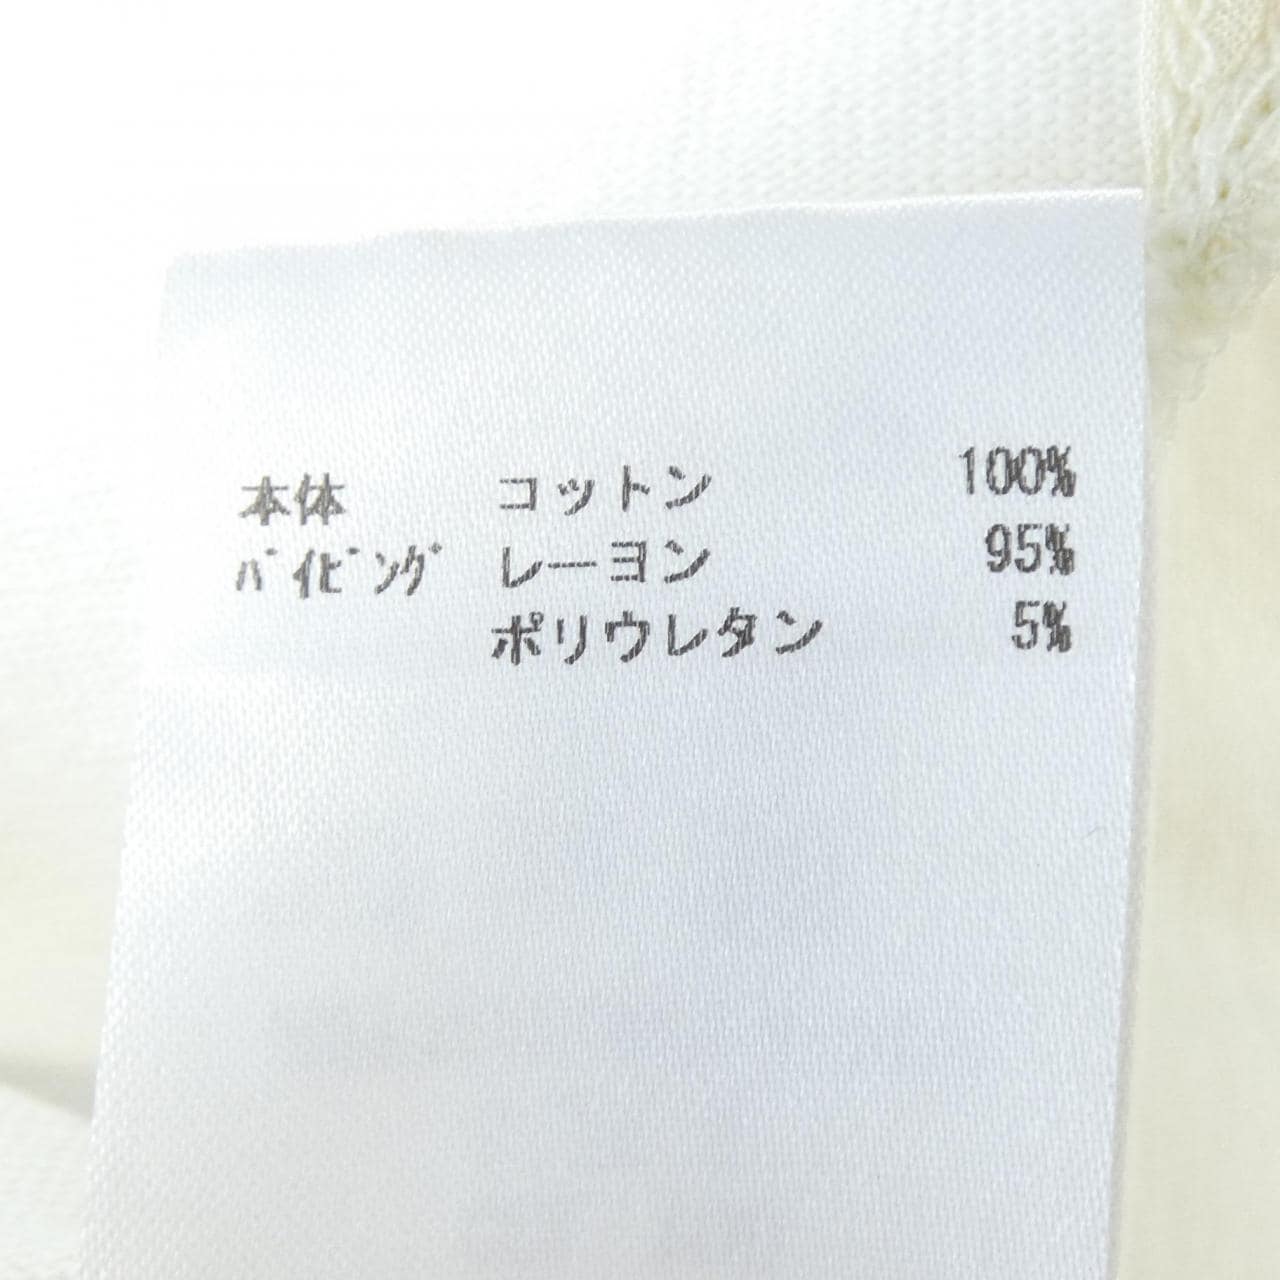 本体 コットン 100%
ﾊﾞｲﾋﾟﾝｸﾞ レーヨン 95%
ポリウレタン 5%